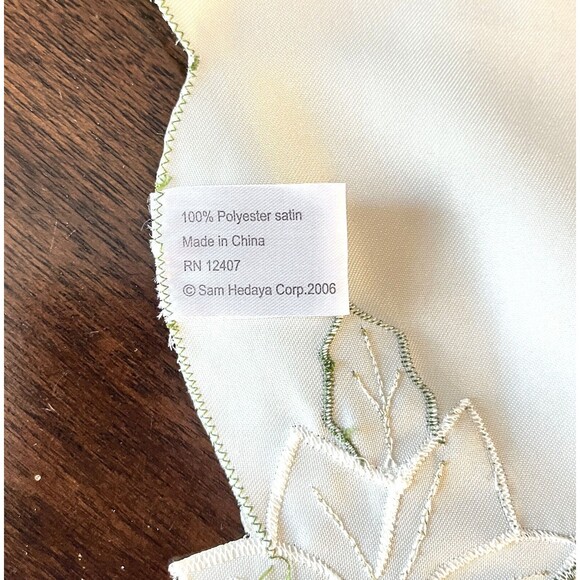 100% Polyester satin
Made in China
RN 12407
© Sam Hedaya Corp.2006